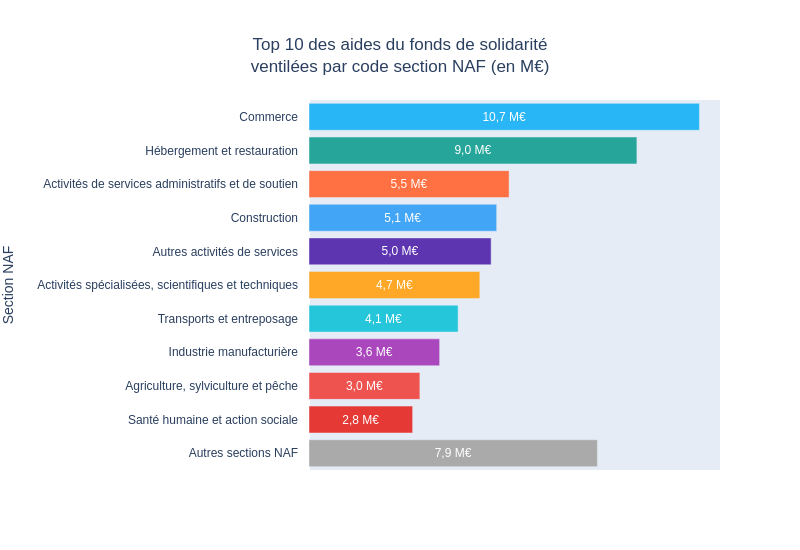 Top 10 des aides du fonds de solidarité
ventilées par code section NAF (en M€)
Section NAF
Commerce 10,7 M€
Hébergement et restauration 9,0 M€
Activités de services administratifs et de soutien 5,5 M€
Construction 5,1 M€
Autres activités de services 5,0 M€
Activités spécialisées, scientifiques et techniques 4,7 M€
Transports et entreposage 4,1 M€
Industrie manufacturière 3,6 M€
Agriculture, sylviculture et pêche 3,0 M€
Santé humaine et action sociale 2,8 M€
Autres sections NAF 7,9 M€